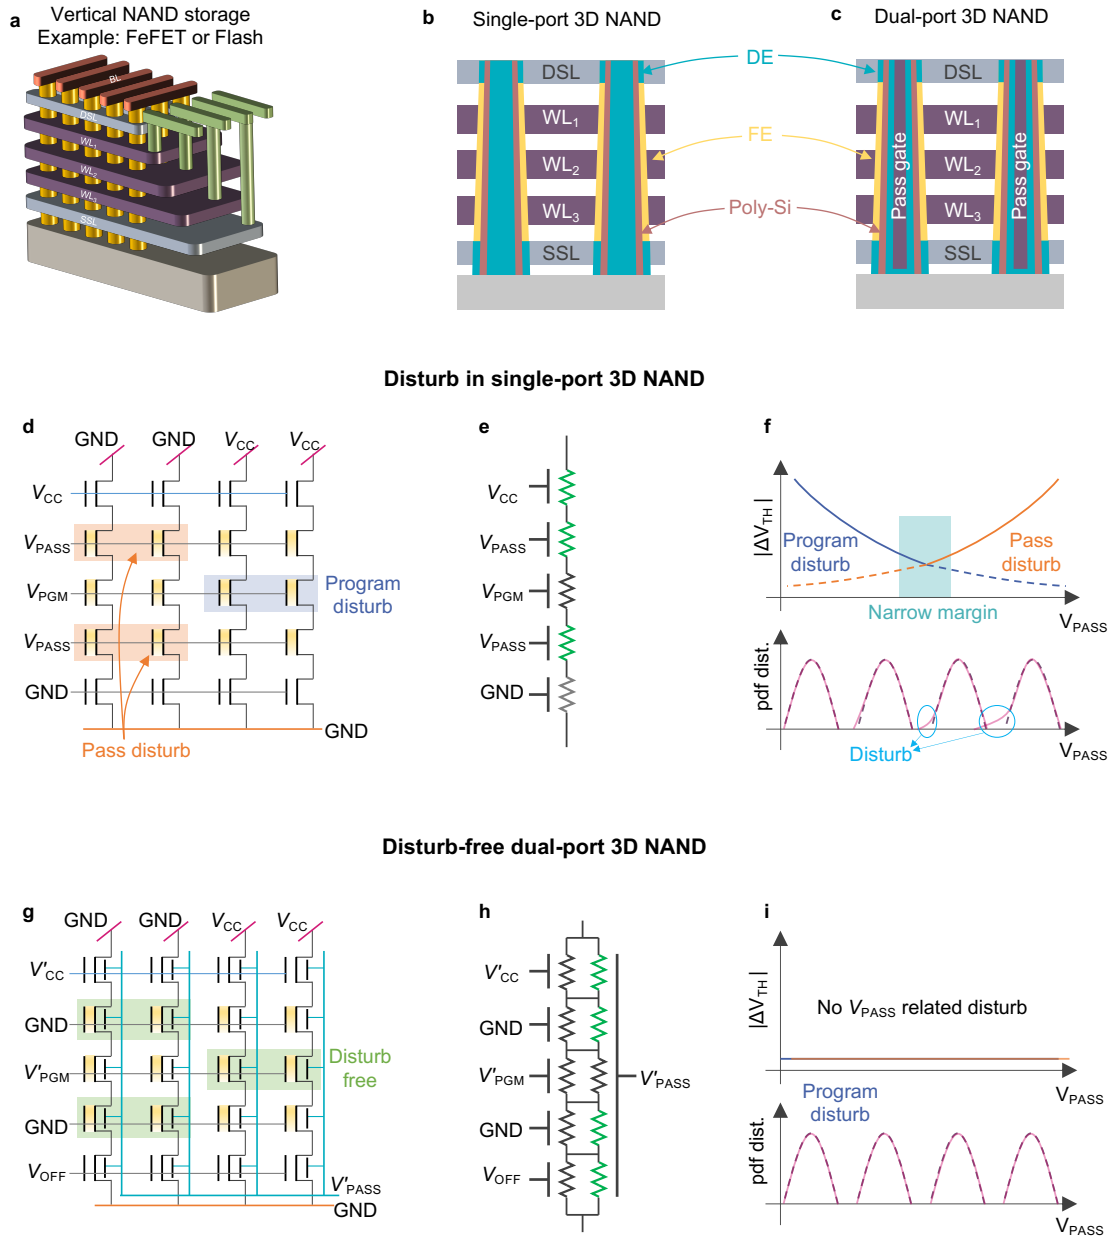 a
Vertical NAND storage
Example: FeFET or Flash
BL
DSL
WL1
WL2
WL3
SSL
b
Single-port 3D NAND
DSL
WL1
WL2
WL3
SSL
DE
FE
Poly-Si
c
Dual-port 3D NAND
DSL
WL1
WL2
WL3
SSL
Pass gate
Pass gate
Disturb in single-port 3D NAND
d
GND
GND
VCC
VCC
VCC
VPASS
VPGM
VPASS
GND
Program
disturb
GND
Pass disturb
e
VCC
VPASS
VPGM
VPASS
GND
f
|ΔVTH|
Program
disturb
Pass
disturb
Narrow margin
VPASS
pdf dist.
Disturb
VPASS
Disturb-free dual-port 3D NAND
g
GND
GND
VCC
VCC
V'CC
GND
V'PGM
GND
VOFF
Disturb
free
V'PASS
GND
h
V'CC
GND
V'PGM
GND
VOFF
V'PASS
i
|ΔVTH|
No VPASS related disturb
VPASS
Program
disturb
pdf dist.
VPASS